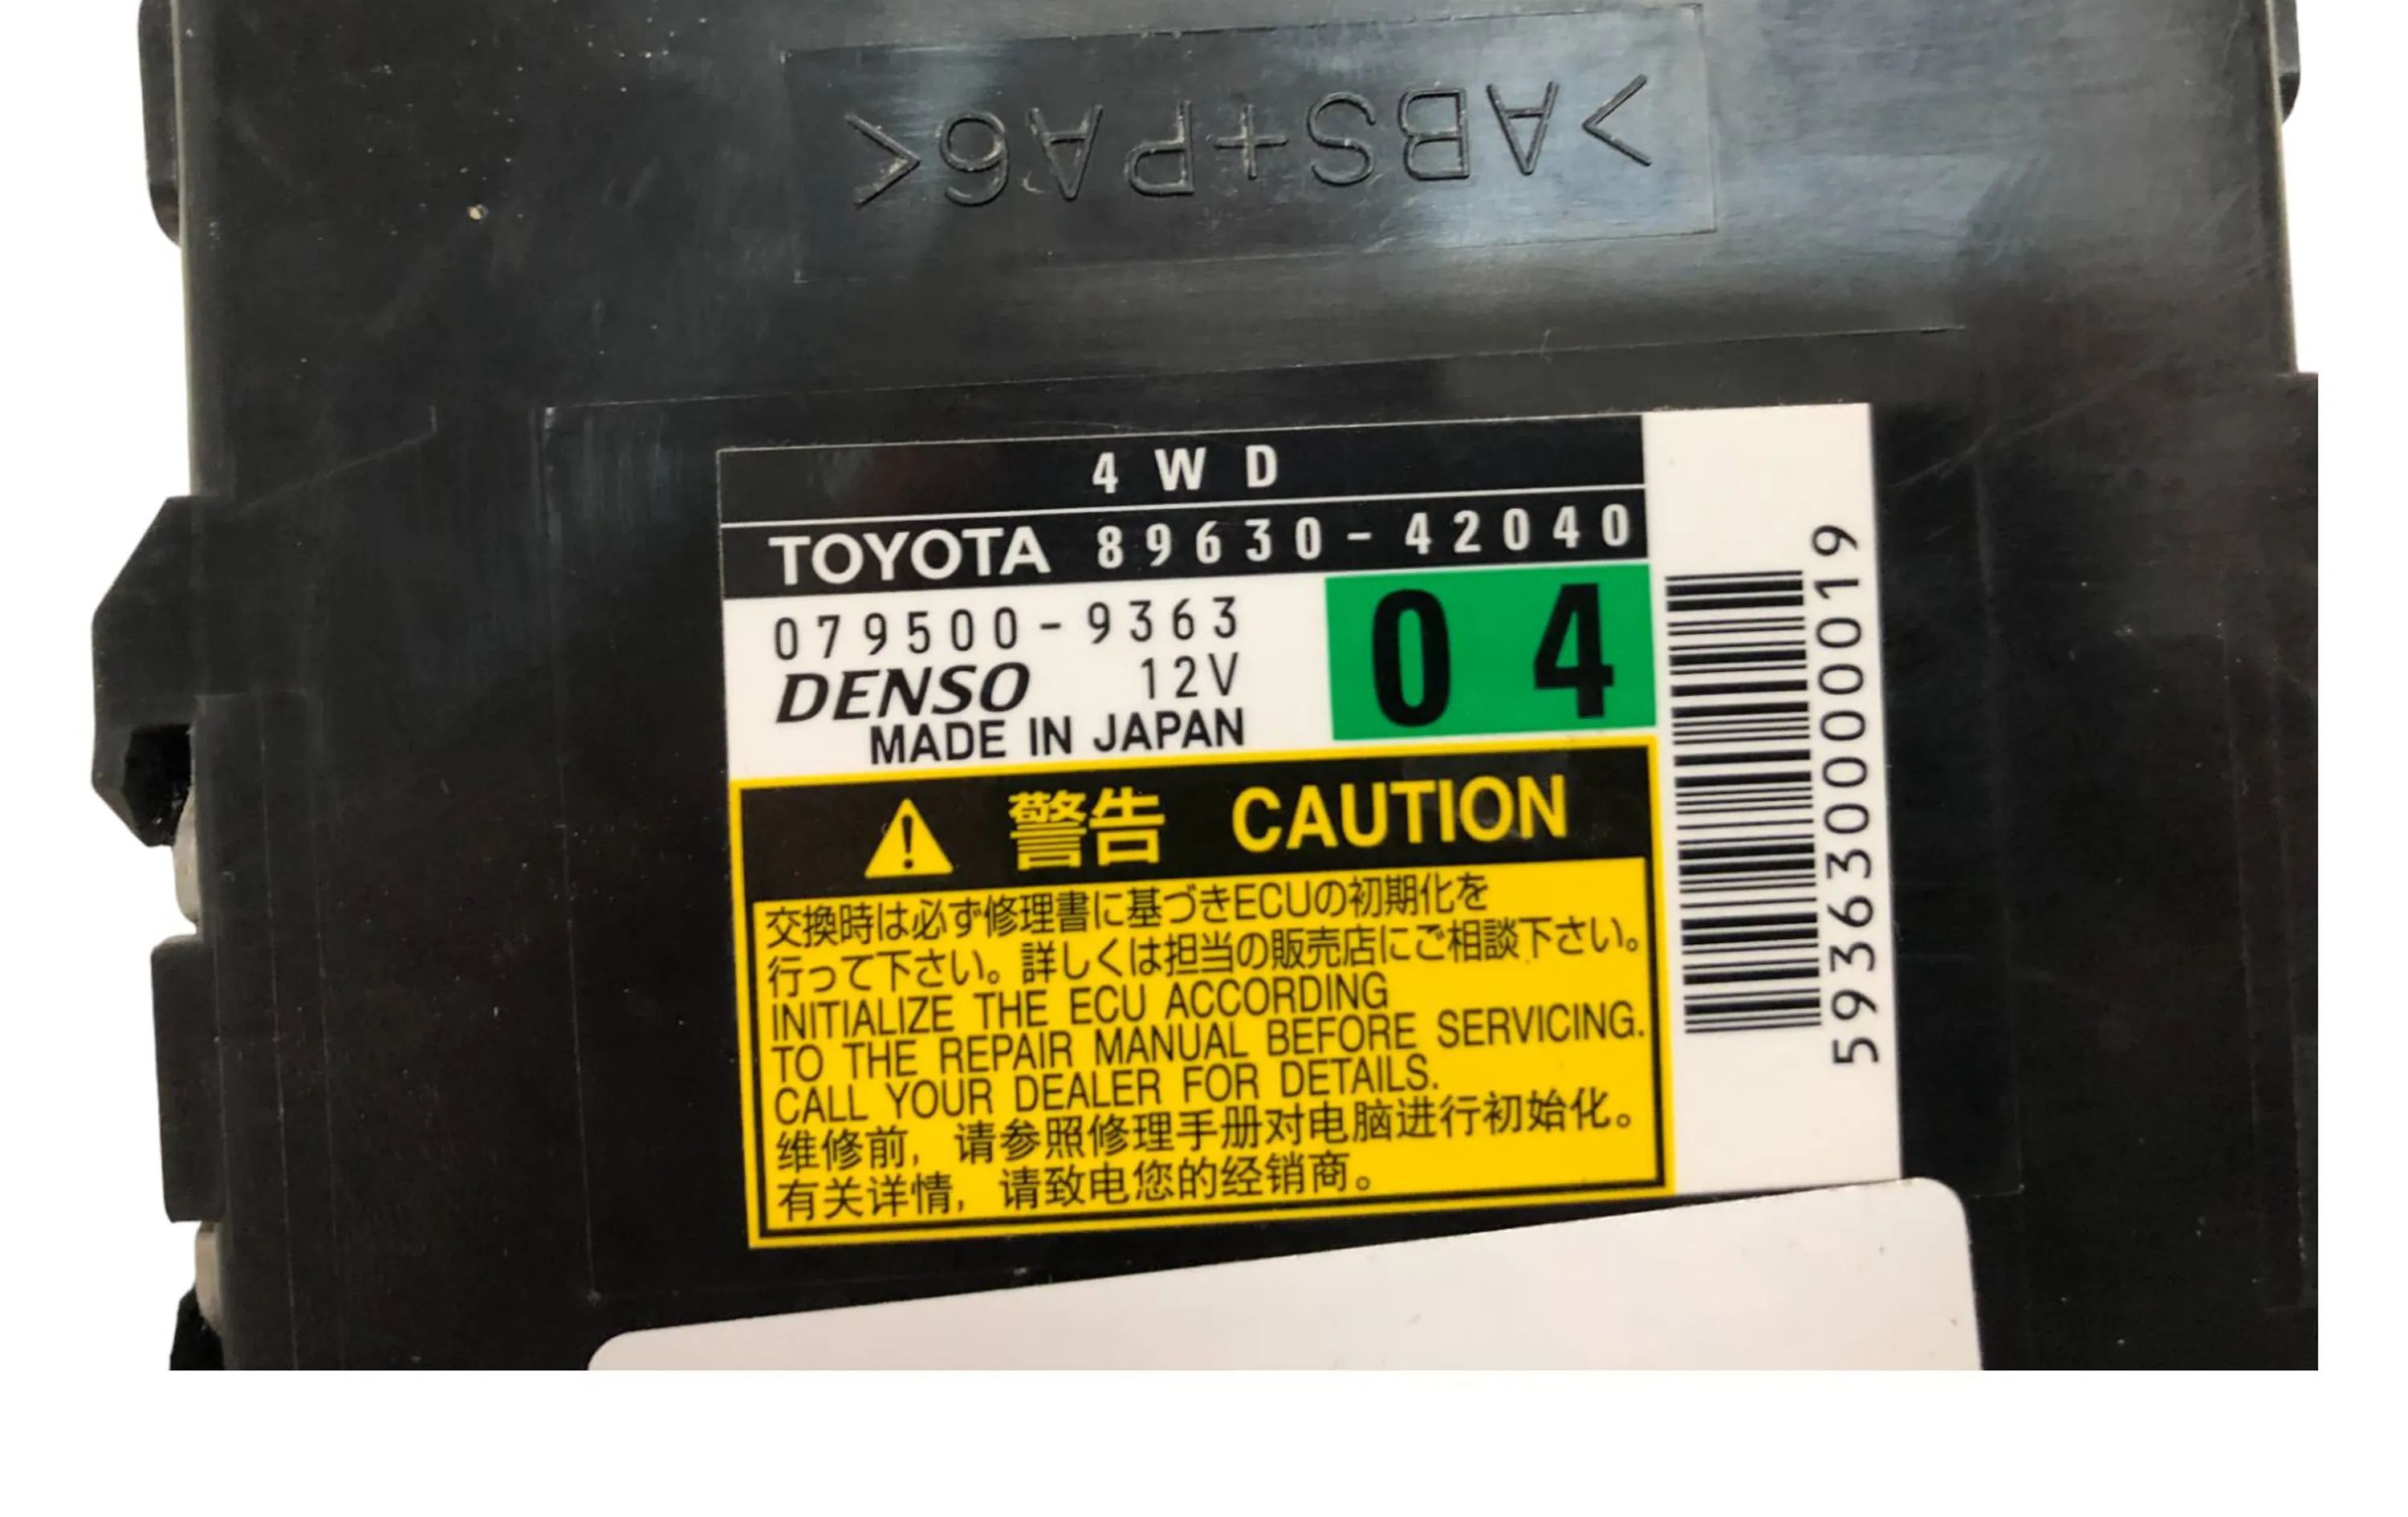 >ABS+PA6<
4WD
TOYOTA 89630-42040
079500-9363
04
DENSO 12V
MADE IN JAPAN
警告 CAUTION
交換時は必ず修理書に基づきECUの初期化を
行って下さい。詳しくは担当の販売店にご相談下さい。
INITIALIZE THE ECU ACCORDING
TO THE REPAIR MANUAL BEFORE SERVICING.
CALL YOUR DEALER FOR DETAILS.
维修前，请参照修理手册对电脑进行初始化。
有关详情，请致电您的经销商。
5936300000019